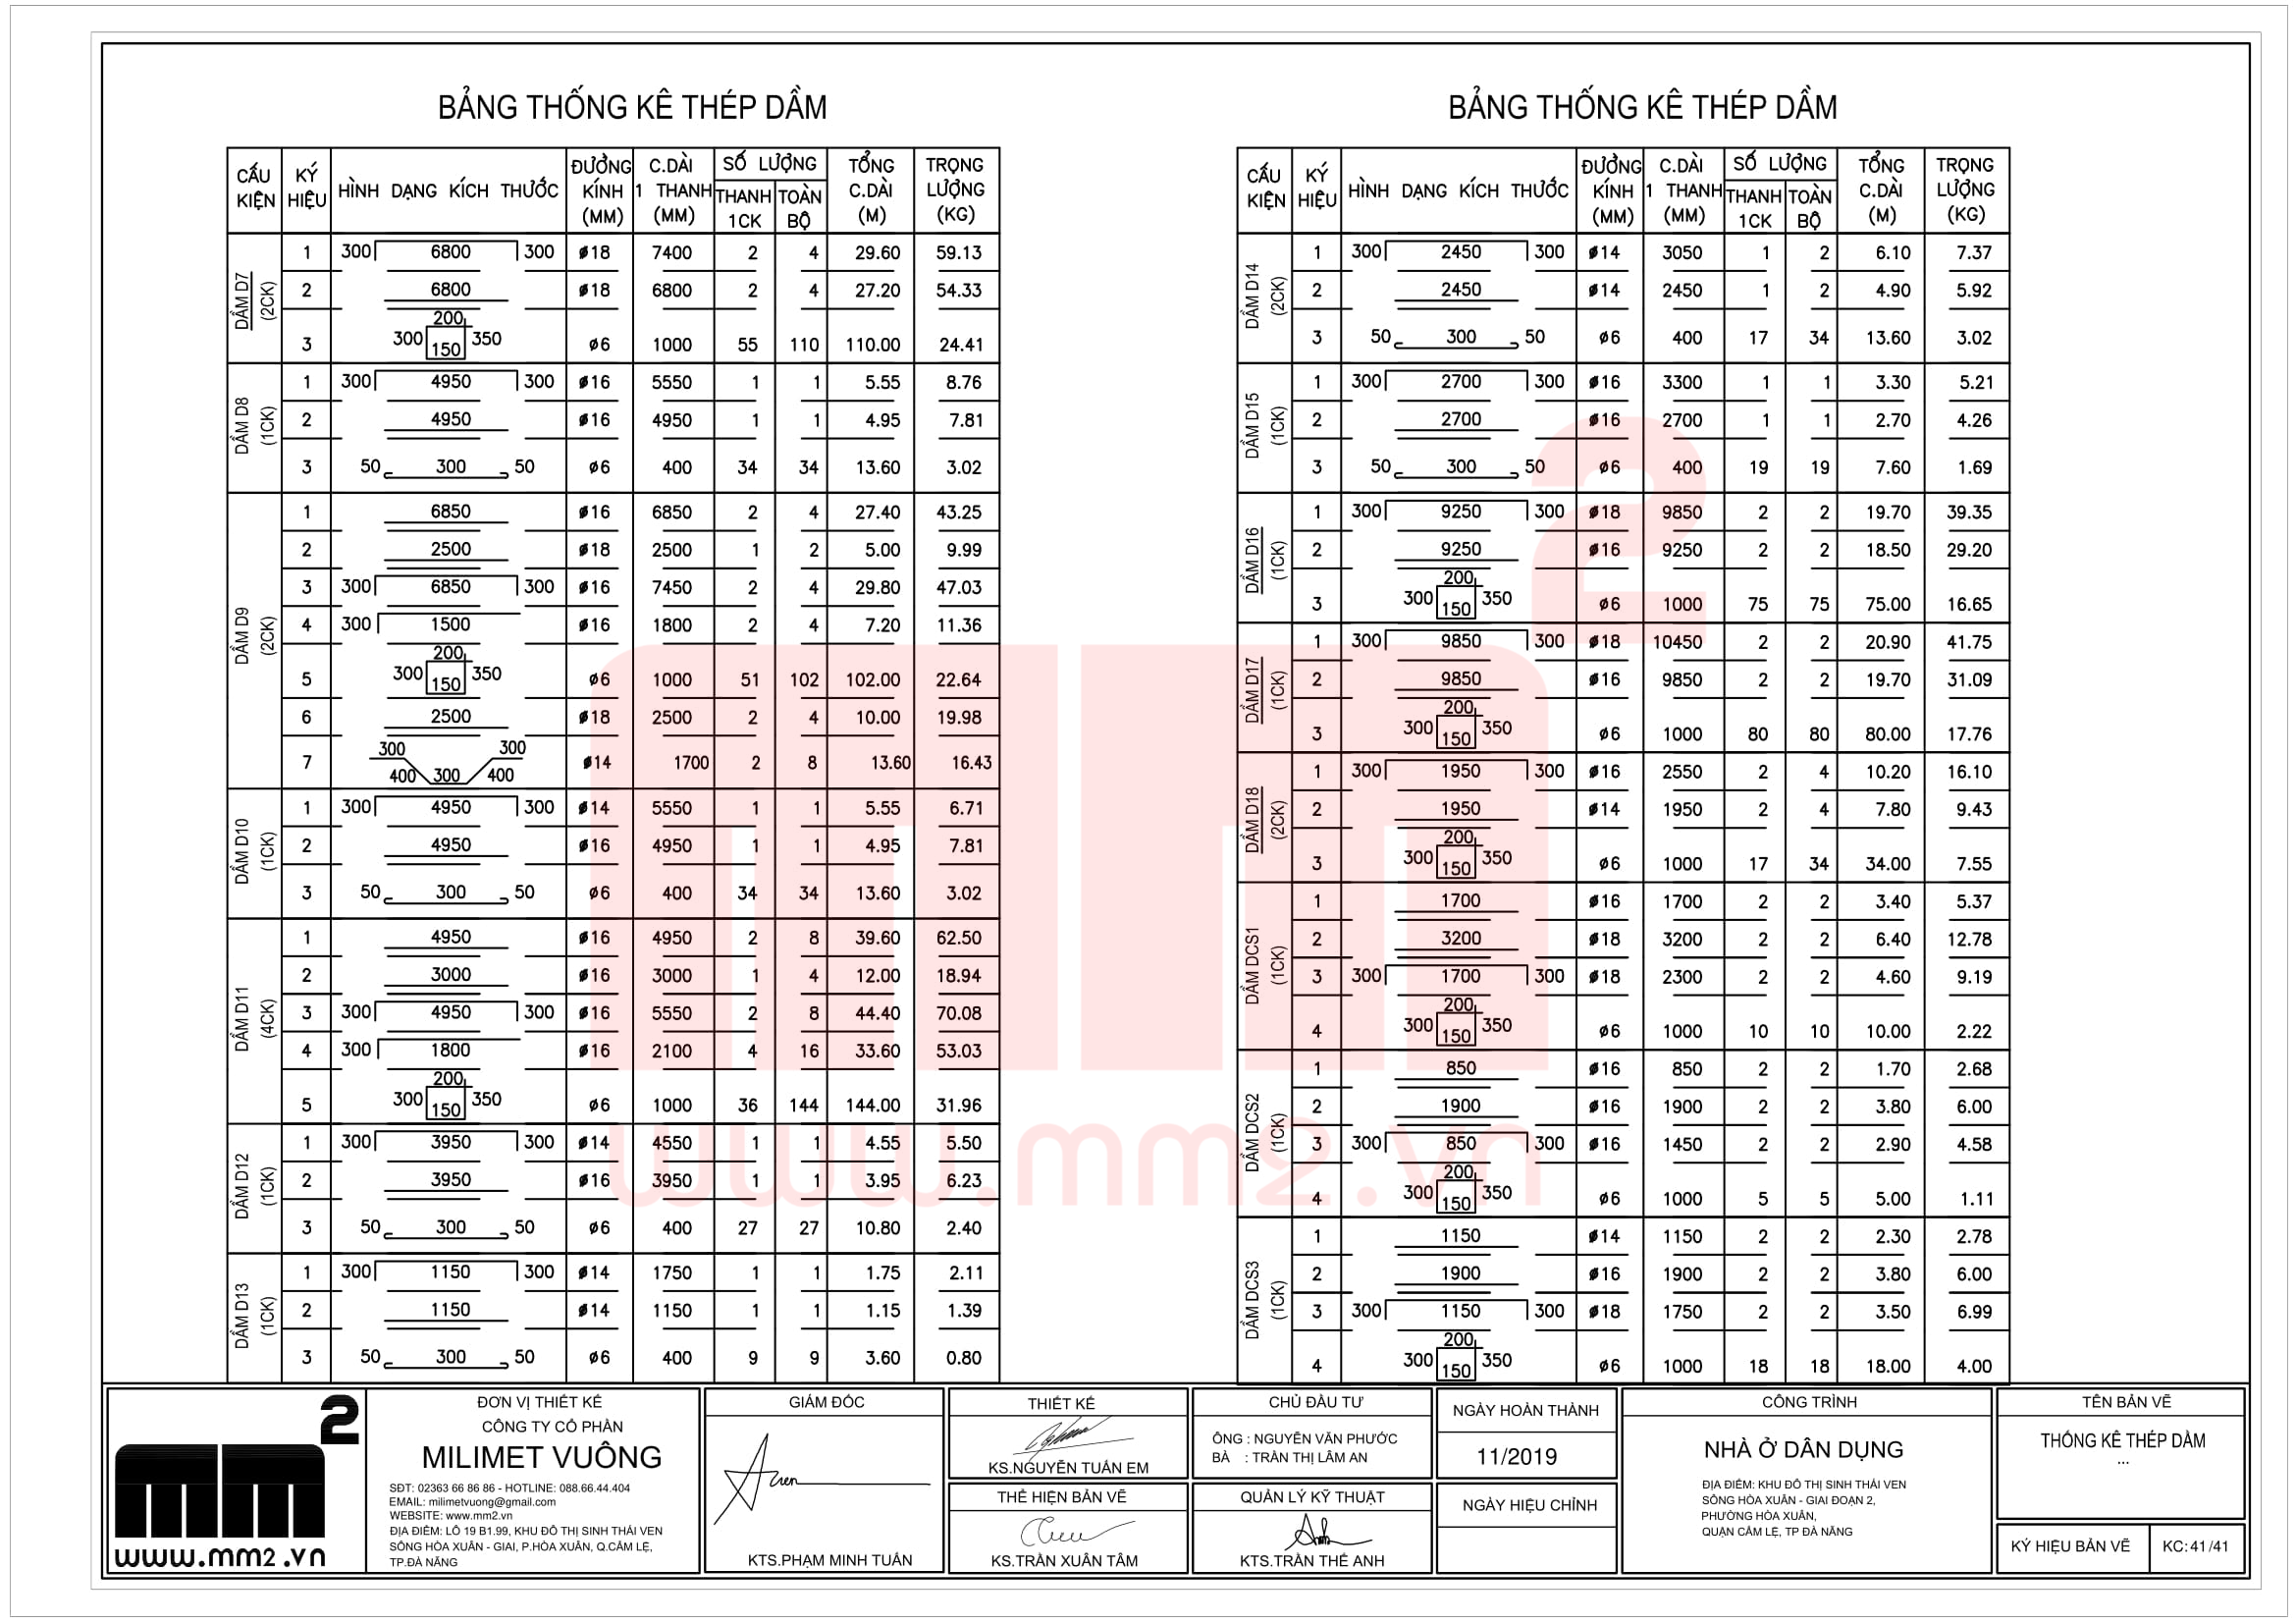 BẢNG THỐNG KÊ THÉP DẦM
CẤU KIỆN KÝ HIỆU HÌNH DẠNG KÍCH THƯỚC ĐƯỜNG KÍNH (MM) C.DÀI 1 THANH (MM) SỐ LƯỢNG THANH 1CK TOÀN BỘ TỔNG C.DÀI (M) TRỌNG LƯỢNG (KG)
DẦM D7 (2CK)
1 300 6800 300 Ø18 7400 2 4 29.60 59.13
2 6800 Ø18 6800 2 4 27.20 54.33
3 300 200 150 350 Ø6 1000 55 110 110.00 24.41
DẦM D8 (1CK)
1 300 4950 300 Ø16 5550 1 1 5.55 8.76
2 4950 Ø16 4950 1 1 4.95 7.81
3 50 300 50 Ø6 400 34 34 13.60 3.02
DẦM D9 (2CK)
1 6850 Ø16 6850 2 4 27.40 43.25
2 2500 Ø18 2500 1 2 5.00 9.99
3 300 6850 300 Ø16 7450 2 4 29.80 47.03
4 300 1500 Ø16 1800 2 4 7.20 11.36
5 300 200 150 350 Ø6 1000 51 102 102.00 22.64
6 2500 Ø18 2500 2 4 10.00 19.98
7 300 400 300 400 300 Ø14 1700 2 8 13.60 16.43
DẦM D10 (1CK)
1 300 4950 300 Ø14 5550 1 1 5.55 6.71
2 4950 Ø16 4950 1 1 4.95 7.81
3 50 300 50 Ø6 400 34 34 13.60 3.02
DẦM D11 (4CK)
1 4950 Ø16 4950 2 8 39.60 62.50
2 3000 Ø16 3000 1 4 12.00 18.94
3 300 4950 300 Ø16 5550 2 8 44.40 70.08
4 300 1800 Ø16 2100 4 16 33.60 53.03
5 300 200 150 350 Ø6 1000 36 144 144.00 31.96
DẦM D12 (1CK)
1 300 3950 300 Ø14 4550 1 1 4.55 5.50
2 3950 Ø16 3950 1 1 3.95 6.23
3 50 300 50 Ø6 400 27 27 10.80 2.40
DẦM D13 (1CK)
1 300 1150 300 Ø14 1750 1 1 1.75 2.11
2 1150 Ø14 1150 1 1 1.15 1.39
3 50 300 50 Ø6 400 9 9 3.60 0.80
BẢNG THỐNG KÊ THÉP DẦM
CẤU KIỆN KÝ HIỆU HÌNH DẠNG KÍCH THƯỚC ĐƯỜNG KÍNH (MM) C.DÀI 1 THANH (MM) SỐ LƯỢNG THANH 1CK TOÀN BỘ TỔNG C.DÀI (M) TRỌNG LƯỢNG (KG)
DẦM D14 (2CK)
1 300 2450 300 Ø14 3050 1 2 6.10 7.37
2 2450 Ø14 2450 1 2 4.90 5.92
3 50 300 50 Ø6 400 17 34 13.60 3.02
DẦM D15 (1CK)
1 300 2700 300 Ø16 3300 1 1 3.30 5.21
2 2700 Ø16 2700 1 1 2.70 4.26
3 50 300 50 Ø6 400 19 19 7.60 1.69
DẦM D16 (1CK)
1 300 9250 300 Ø18 9850 2 2 19.70 39.35
2 9250 Ø16 9250 2 2 18.50 29.20
3 300 200 150 350 Ø6 1000 75 75 75.00 16.65
DẦM D17 (1CK)
1 300 9850 300 Ø18 10450 2 2 20.90 41.75
2 9850 Ø16 9850 2 2 19.70 31.09
3 300 200 150 350 Ø6 1000 80 80 80.00 17.76
DẦM D18 (2CK)
1 300 1950 300 Ø16 2550 2 4 10.20 16.10
2 1950 Ø14 1950 2 4 7.80 9.43
3 300 200 150 350 Ø6 1000 17 34 34.00 7.55
DẦM DCS1 (1CK)
1 1700 Ø16 1700 2 2 3.40 5.37
2 3200 Ø18 3200 2 2 6.40 12.78
3 300 1700 300 Ø18 2300 2 2 4.60 9.19
4 300 200 150 350 Ø6 1000 10 10 10.00 2.22
DẦM DCS2 (1CK)
1 850 Ø16 850 2 2 1.70 2.68
2 1900 Ø16 1900 2 2 3.80 6.00
3 300 850 300 Ø16 1450 2 2 2.90 4.58
4 300 200 150 350 Ø6 1000 5 5 5.00 1.11
DẦM DCS3 (1CK)
1 1150 Ø14 1150 2 2 2.30 2.78
2 1900 Ø16 1900 2 2 3.80 6.00
3 300 1150 300 Ø18 1750 2 2 3.50 6.99
4 300 200 150 350 Ø6 1000 18 18 18.00 4.00
mm2
www.mm2.vn
mm2
www.mm2.vn
ĐƠN VỊ THIẾT KẾ
CÔNG TY CỔ PHẦN
MILIMET VUÔNG
SĐT: 02363 66 86 86 - HOTLINE: 088.66.44.404
EMAIL: milimetvuong@gmail.com
WEBSITE: www.mm2.vn
ĐỊA ĐIỂM: LÔ 19 B1.99, KHU ĐÔ THỊ SINH THÁI VEN
SÔNG HÒA XUÂN - GIAI, P.HÒA XUÂN, Q.CẨM LỆ,
TP.ĐÀ NẴNG
GIÁM ĐỐC
KTS.PHẠM MINH TUẤN
THIẾT KẾ
KS.NGUYỄN TUẤN EM
THỂ HIỆN BẢN VẼ
KS.TRẦN XUÂN TÂM
CHỦ ĐẦU TƯ
ÔNG : NGUYỄN VĂN PHƯỚC
BÀ : TRẦN THỊ LÂM AN
QUẢN LÝ KỸ THUẬT
KTS.TRẦN THẾ ANH
NGÀY HOÀN THÀNH
11/2019
NGÀY HIỆU CHỈNH
CÔNG TRÌNH
NHÀ Ở DÂN DỤNG
ĐỊA ĐIỂM: KHU ĐÔ THỊ SINH THÁI VEN
SÔNG HÒA XUÂN - GIAI ĐOẠN 2,
PHƯỜNG HÒA XUÂN,
QUẬN CẨM LỆ, TP ĐÀ NẴNG
TÊN BẢN VẼ
THỐNG KÊ THÉP DẦM
...
KÝ HIỆU BẢN VẼ
KC:41/41